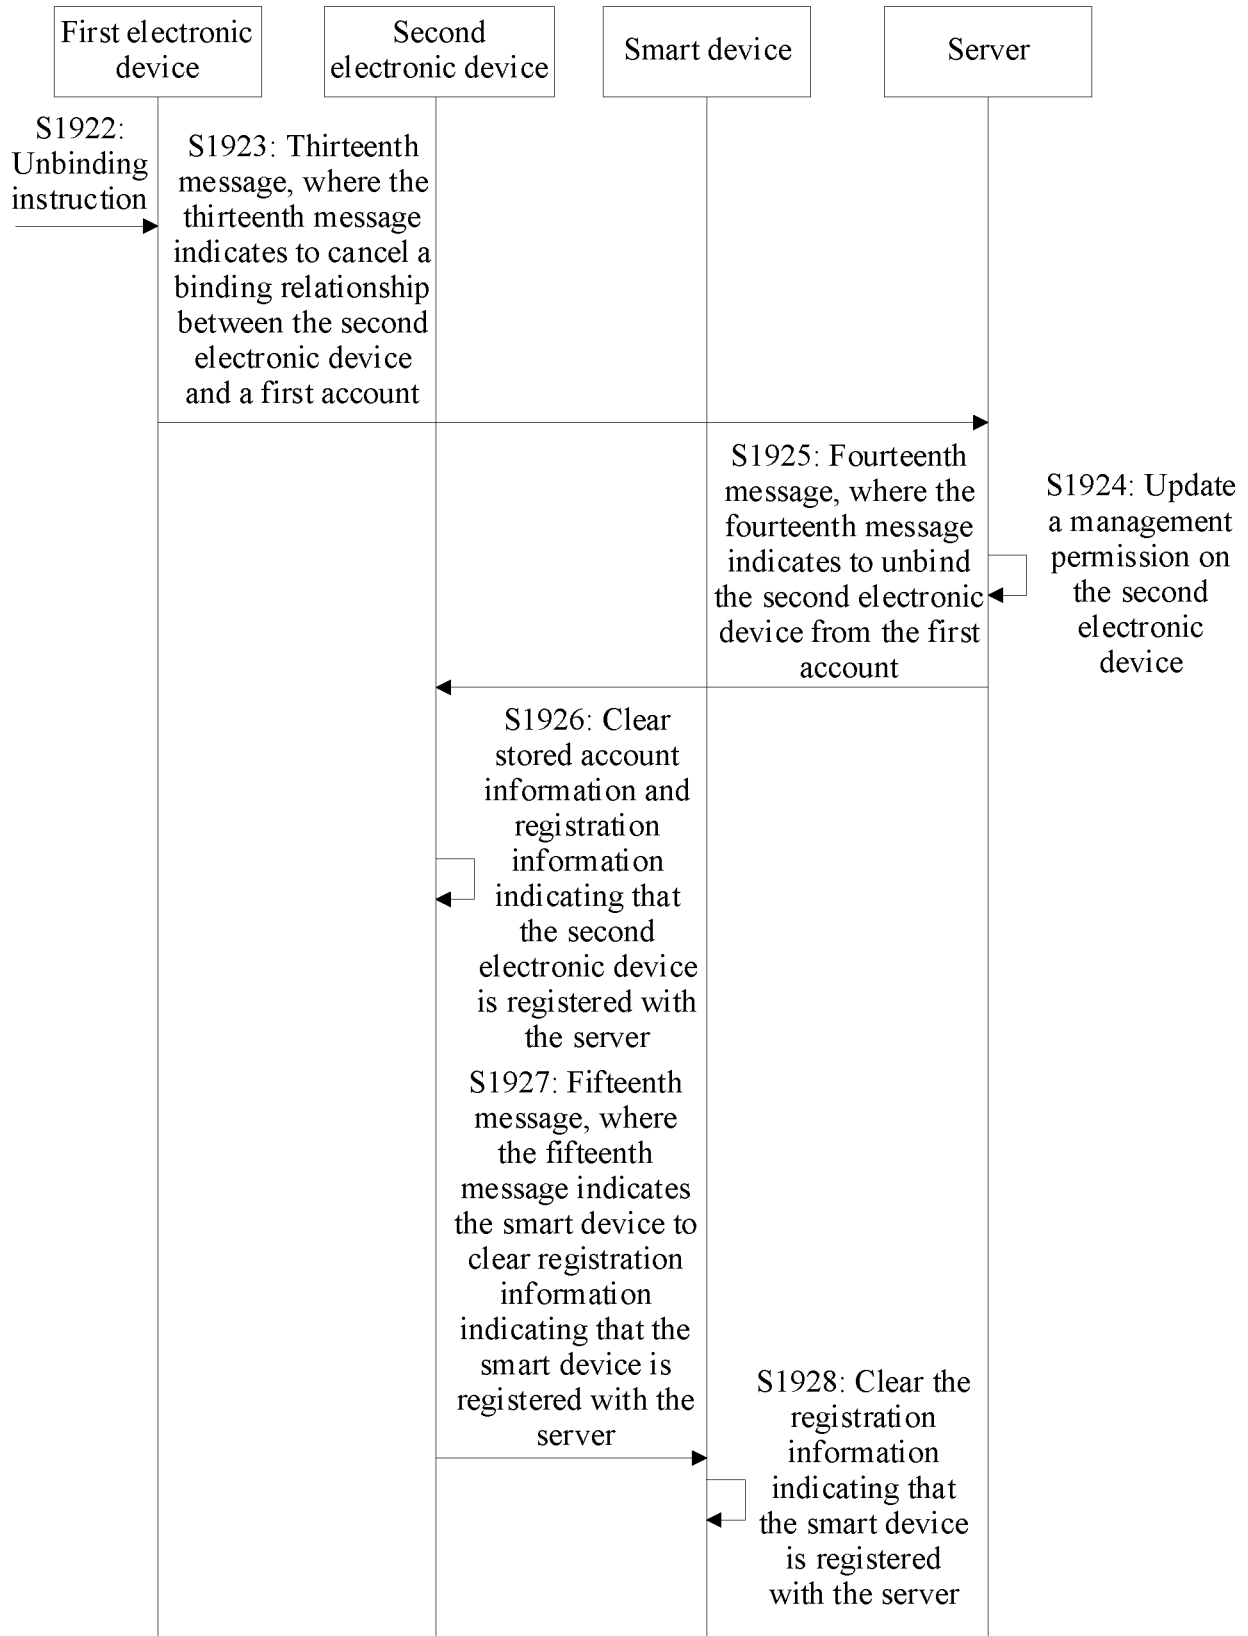 First electronic
device
Second
electronic device
Smart device
Server
S1922:
Unbinding
instruction
S1923: Thirteenth
message, where the
thirteenth message
indicates to cancel a
binding relationship
between the second
electronic device
and a first account
S1925: Fourteenth
message, where the
fourteenth message
indicates to unbind
the second electronic
device from the first
account
S1924: Update
a management
permission on
the second
electronic
device
S1926: Clear
stored account
information and
registration
information
indicating that
the second
electronic device
is registered with
the server
S1927: Fifteenth
message, where
the fifteenth
message indicates
the smart device to
clear registration
information
indicating that the
smart device is
registered with the
server
S1928: Clear the
registration
information
indicating that
the smart device
is registered
with the server